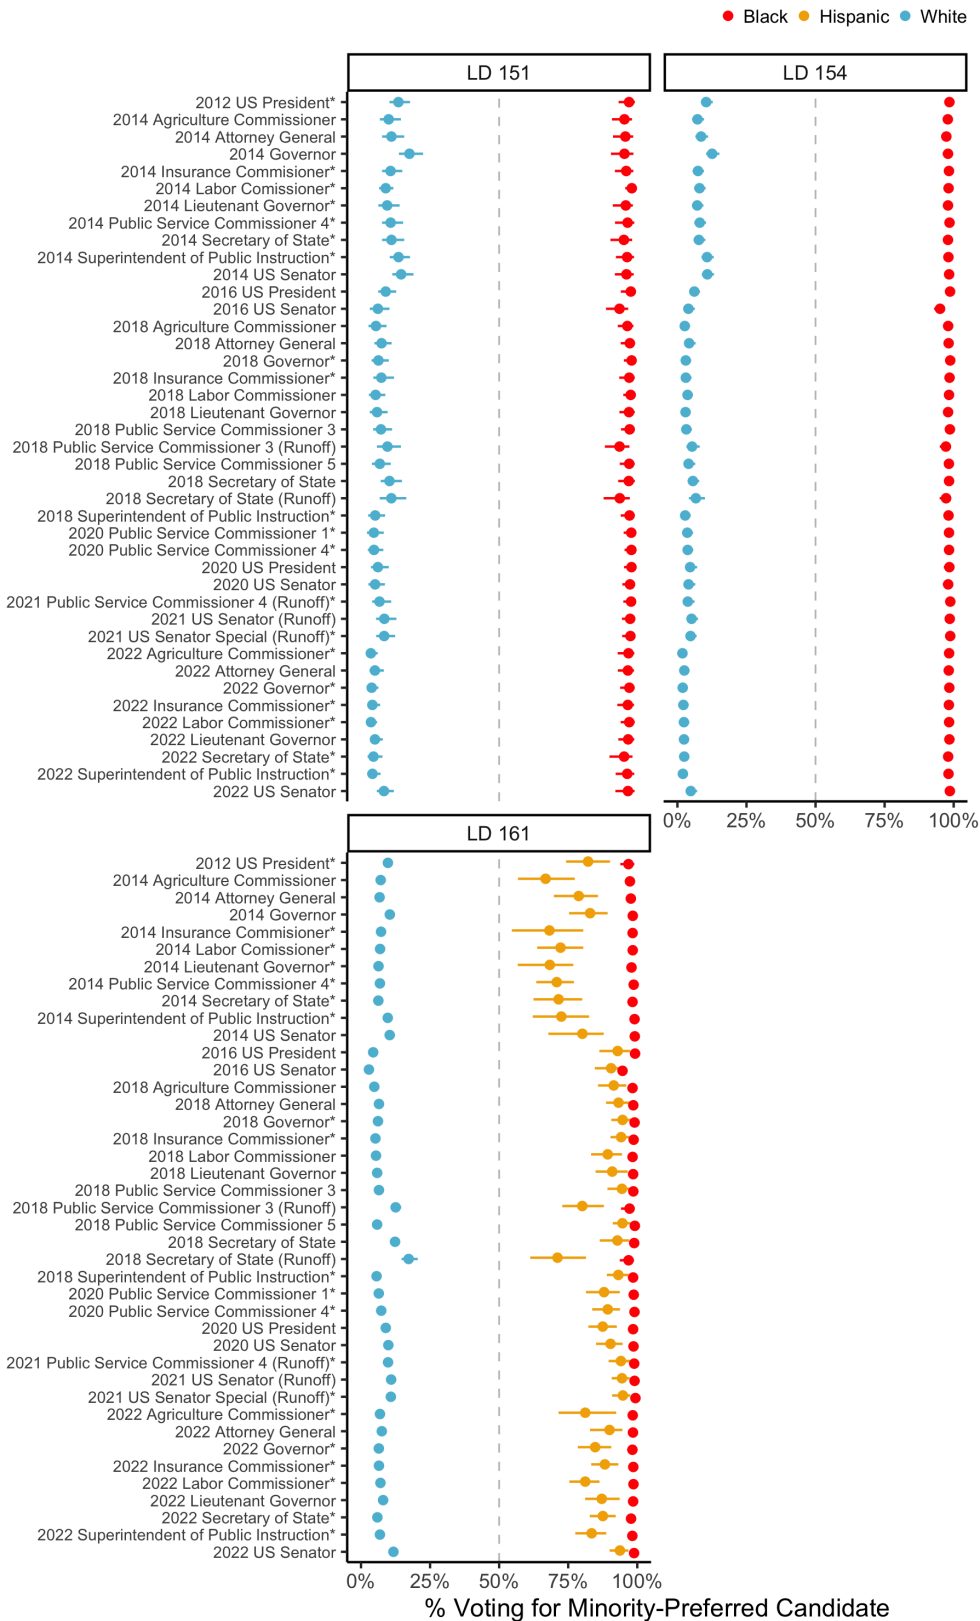 Black Hispanic White
LD 151 LD 154
2012 US President*
2014 Agriculture Commissioner
2014 Attorney General
2014 Governor
2014 Insurance Commisioner*
2014 Labor Comissioner*
2014 Lieutenant Governor*
2014 Public Service Commissioner 4*
2014 Secretary of State*
2014 Superintendent of Public Instruction*
2014 US Senator
2016 US President
2016 US Senator
2018 Agriculture Commissioner
2018 Attorney General
2018 Governor*
2018 Insurance Commissioner*
2018 Labor Commissioner
2018 Lieutenant Governor
2018 Public Service Commissioner 3
2018 Public Service Commissioner 3 (Runoff)
2018 Public Service Commissioner 5
2018 Secretary of State
2018 Secretary of State (Runoff)
2018 Superintendent of Public Instruction*
2020 Public Service Commissioner 1*
2020 Public Service Commissioner 4*
2020 US President
2020 US Senator
2021 Public Service Commissioner 4 (Runoff)*
2021 US Senator (Runoff)
2021 US Senator Special (Runoff)*
2022 Agriculture Commissioner*
2022 Attorney General
2022 Governor*
2022 Insurance Commissioner*
2022 Labor Commissioner*
2022 Lieutenant Governor
2022 Secretary of State*
2022 Superintendent of Public Instruction*
2022 US Senator
0% 25% 50% 75% 100%
LD 161
2012 US President*
2014 Agriculture Commissioner
2014 Attorney General
2014 Governor
2014 Insurance Commisioner*
2014 Labor Comissioner*
2014 Lieutenant Governor*
2014 Public Service Commissioner 4*
2014 Secretary of State*
2014 Superintendent of Public Instruction*
2014 US Senator
2016 US President
2016 US Senator
2018 Agriculture Commissioner
2018 Attorney General
2018 Governor*
2018 Insurance Commissioner*
2018 Labor Commissioner
2018 Lieutenant Governor
2018 Public Service Commissioner 3
2018 Public Service Commissioner 3 (Runoff)
2018 Public Service Commissioner 5
2018 Secretary of State
2018 Secretary of State (Runoff)
2018 Superintendent of Public Instruction*
2020 Public Service Commissioner 1*
2020 Public Service Commissioner 4*
2020 US President
2020 US Senator
2021 Public Service Commissioner 4 (Runoff)*
2021 US Senator (Runoff)
2021 US Senator Special (Runoff)*
2022 Agriculture Commissioner*
2022 Attorney General
2022 Governor*
2022 Insurance Commissioner*
2022 Labor Commissioner*
2022 Lieutenant Governor
2022 Secretary of State*
2022 Superintendent of Public Instruction*
2022 US Senator
0% 25% 50% 75% 100%
% Voting for Minority-Preferred Candidate